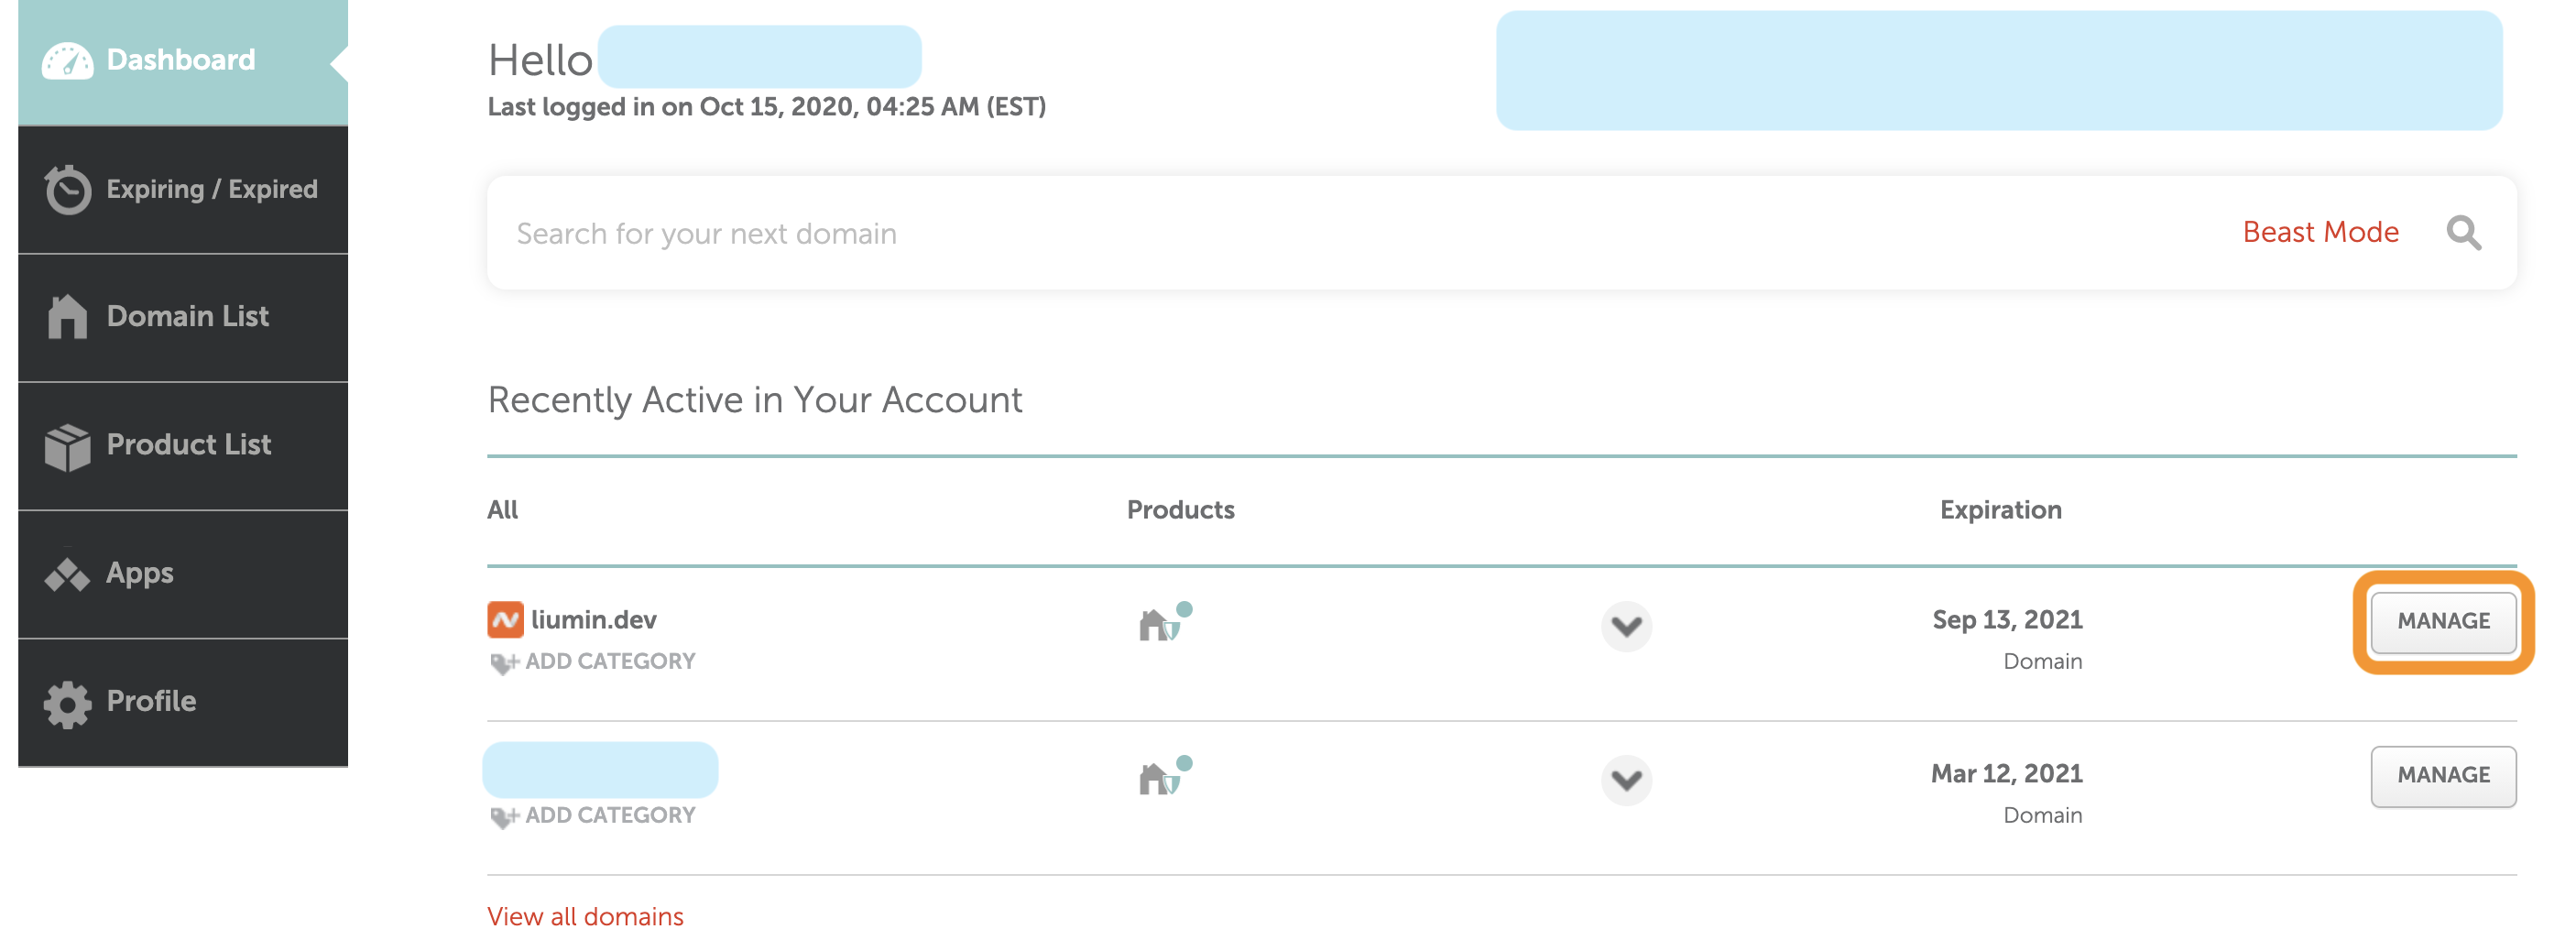 Dashboard
Expiring / Expired
Domain List
Product List
Apps
Profile
Hello
Last logged in on Oct 15, 2020, 04:25 AM (EST)
Search for your next domain
Beast Mode
Recently Active in Your Account
All Products Expiration
liumin.dev Sep 13, 2021 MANAGE
ADD CATEGORY Domain
Mar 12, 2021 MANAGE
ADD CATEGORY Domain
View all domains